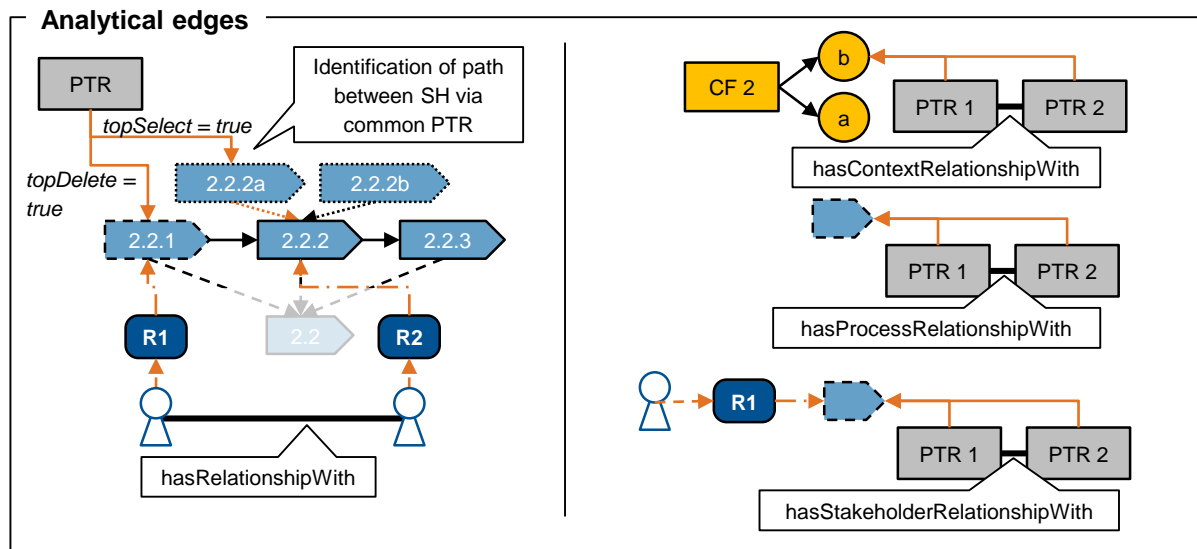 Analytical edges
PTR
topSelect = true
topDelete =
true
Identification of path
between SH via
common PTR
2.2.2a
2.2.2b
2.2.1
2.2.2
2.2.3
R1
2.2
R2
hasRelationshipWith
CF 2
b
a
PTR 1
PTR 2
hasContextRelationshipWith
PTR 1
PTR 2
hasProcessRelationshipWith
R1
PTR 1
PTR 2
hasStakeholderRelationshipWith